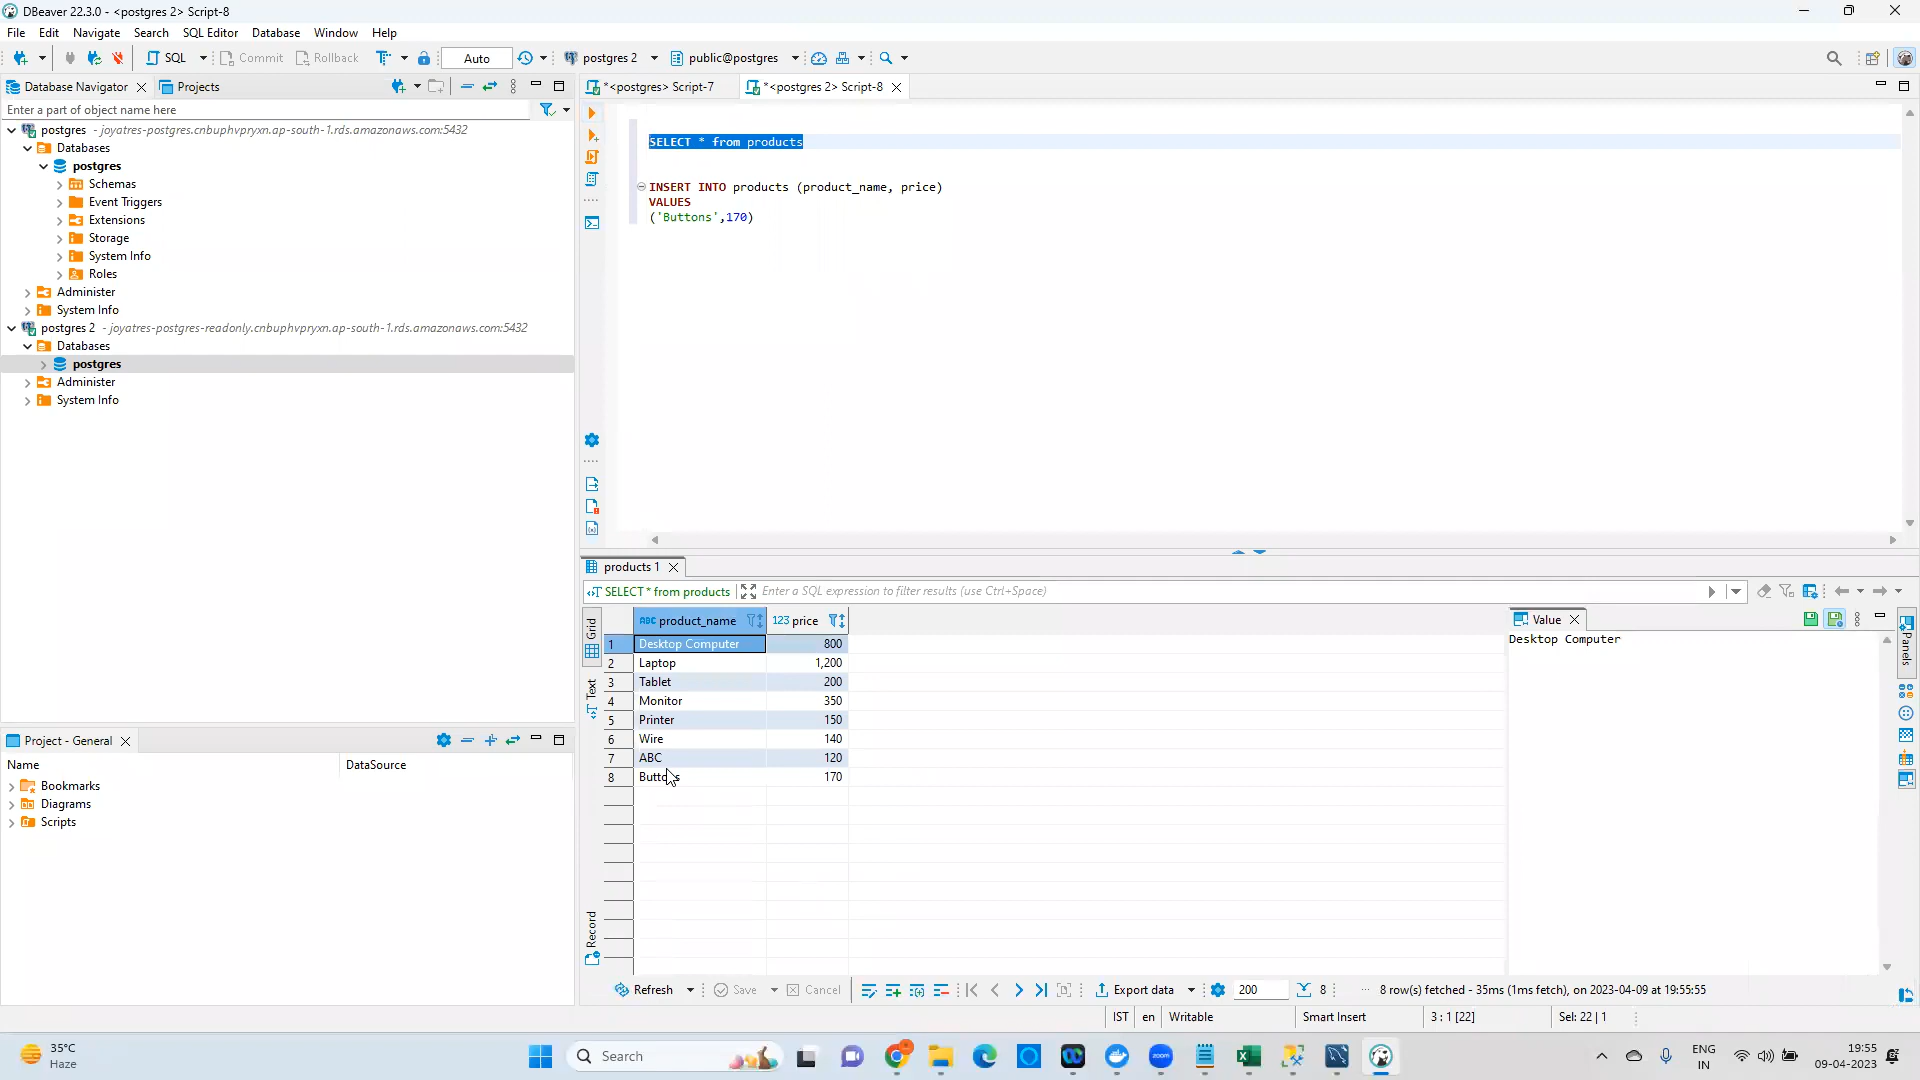 DBeaver 22.3.0 - <postgres 2> Script-8
File Edit Navigate Search SQL Editor Database Window Help
SQL Commit Rollback Auto postgres 2 public@postgres
Database Navigator Projects
Enter a part of object name here
postgres - joyatres-postgres.cnbuphvpryxn.ap-south-1.rds.amazonaws.com:5432
Databases
postgres
Schemas
Event Triggers
Extensions
Storage
System Info
Roles
Administer
System Info
postgres 2 - joyatres-postgres-readonly.cnbuphvpryxn.ap-south-1.rds.amazonaws.com:5432
Databases
postgres
Administer
System Info
Project - General
Name DataSource
Bookmarks
Diagrams
Scripts
*<postgres> Script-7 *<postgres 2> Script-8
SELECT * from products
INSERT INTO products (product_name, price)
VALUES
('Buttons',170)
products 1
SELECT * from products Enter a SQL expression to filter results (use Ctrl+Space)
Grid
Text
Record
ABC product_name 123 price
1 Desktop Computer 800
2 Laptop 1,200
3 Tablet 200
4 Monitor 350
5 Printer 150
6 Wire 140
7 ABC 120
8 Buttons 170
Value
Desktop Computer
Panels
Refresh Save Cancel Export data 200 8 8 row(s) fetched - 35ms (1ms fetch), on 2023-04-09 at 19:55:55
IST en Writable Smart Insert 3 : 1 [22] Sel: 22 | 1
35°C
Haze
Search
zoom
ENG
IN
19:55
09-04-2023